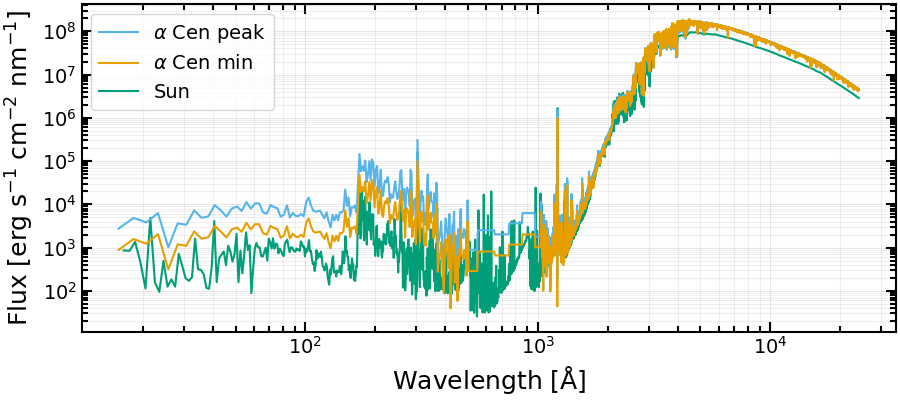 α Cen peak
α Cen min
Sun
Flux [erg s⁻¹ cm⁻² nm⁻¹]
10⁸
10⁷
10⁶
10⁵
10⁴
10³
10²
10² 10³ 10⁴
Wavelength [Å]